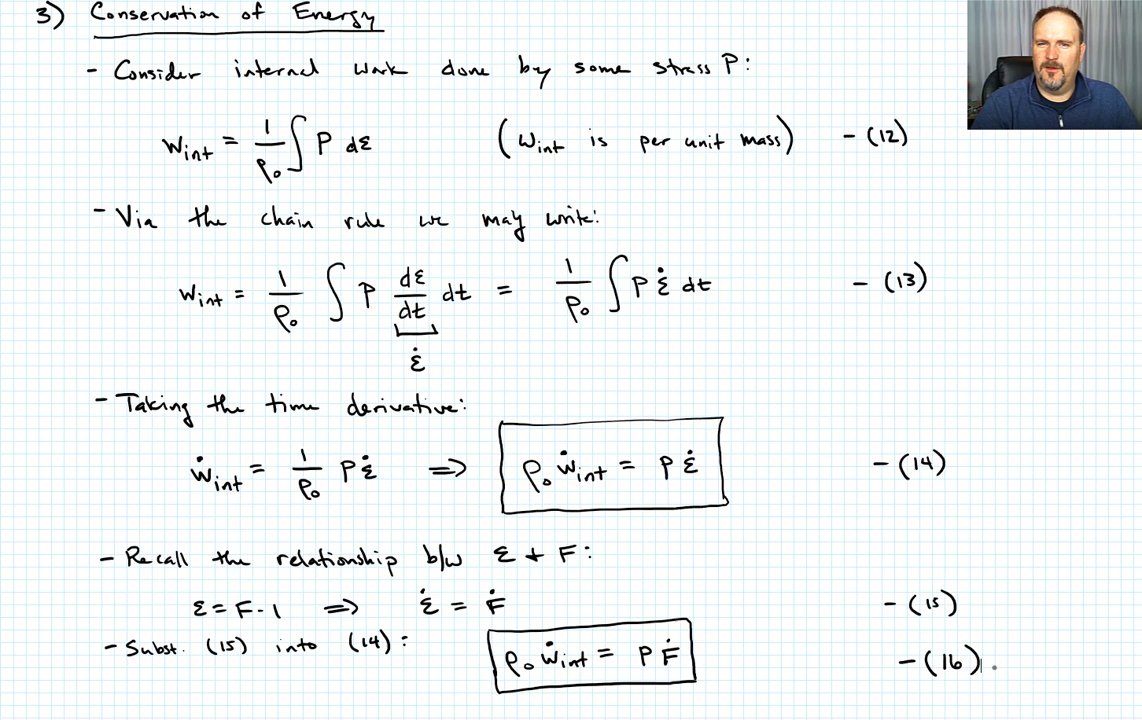 3) Conservation of Energy
- Consider internal work done by some stress P:
w_int = 1/ρ₀ ∫ P dε (w_int is per unit mass) - (12)
- Via the chain rule we may write:
w_int = 1/ρ₀ ∫ P dε/dt dt = 1/ρ₀ ∫ P ε̇ dt - (13)
ε̇
- Taking the time derivative:
ẇ_int = 1/ρ₀ P ε̇ => ρ₀ ẇ_int = P ε̇ - (14)
- Recall the relationship b/w ε + F:
ε = F - 1 => ε̇ = Ḟ - (15)
- Subst. (15) into (14):
ρ₀ ẇ_int = P Ḟ - (16)